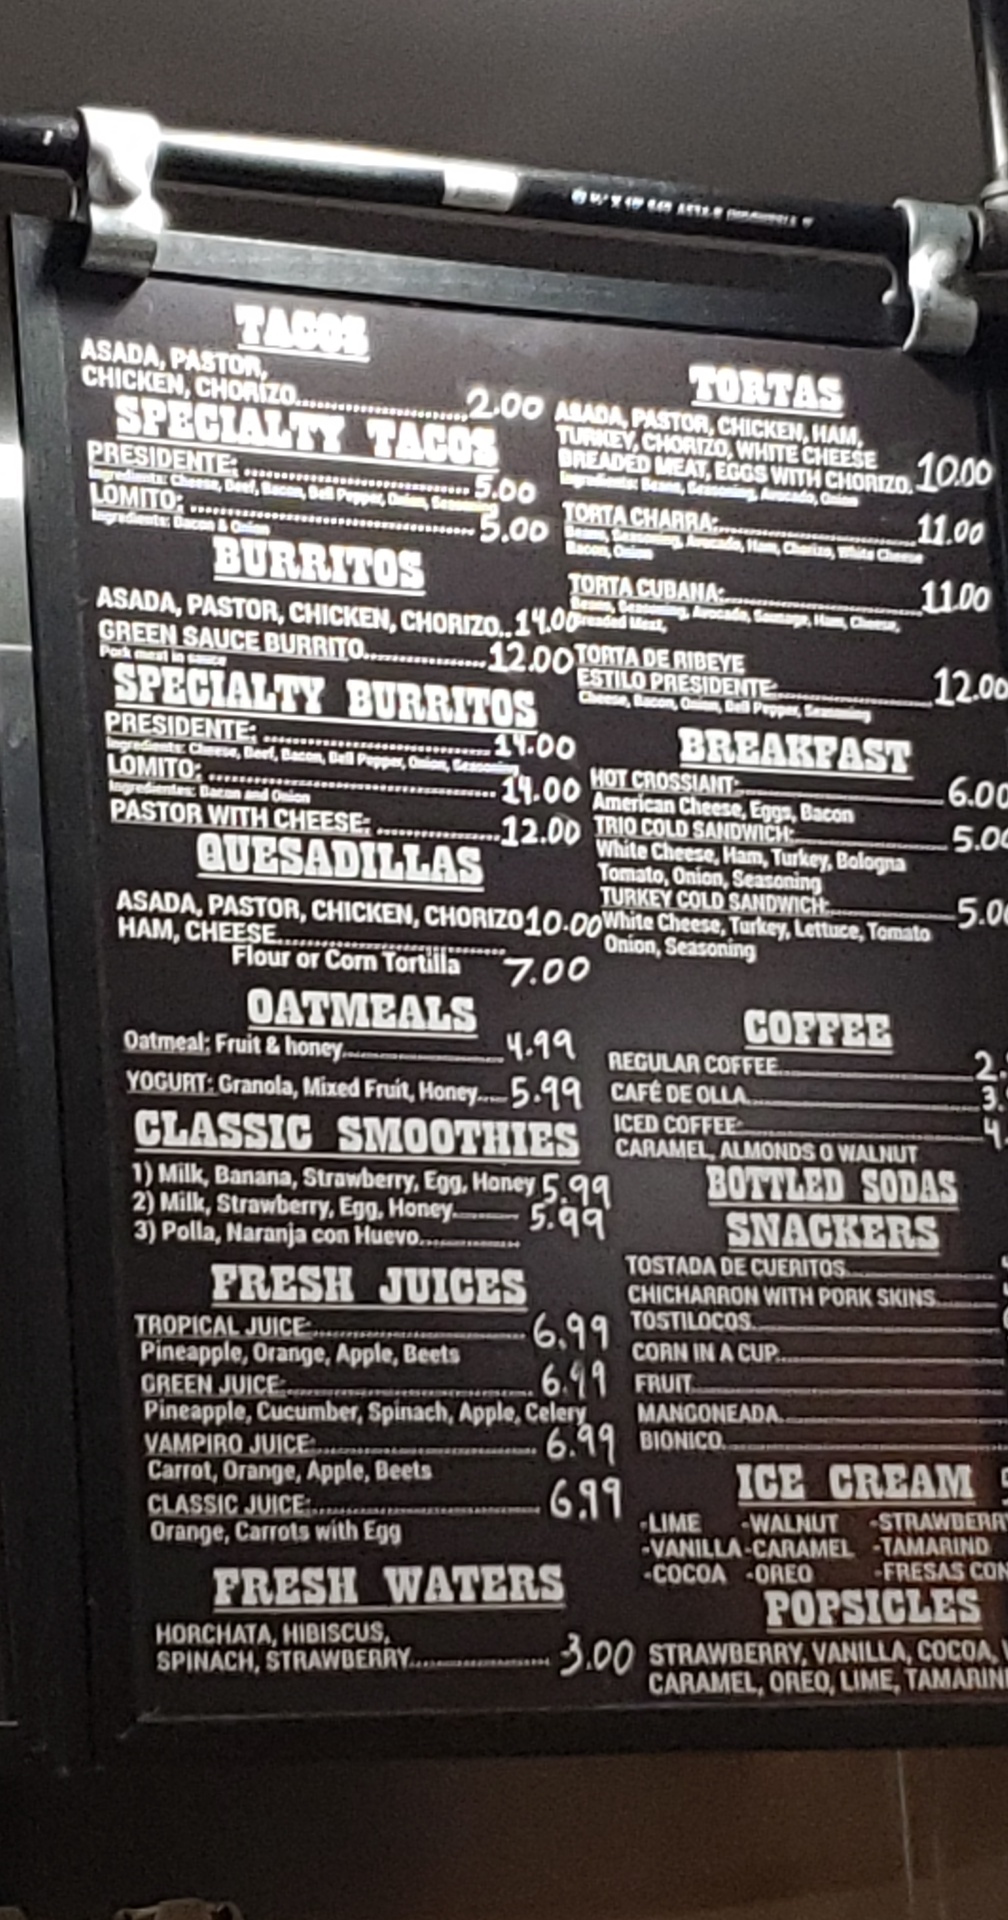 TACOS
ASADA, PASTOR,
CHICKEN, CHORIZO 2.00
SPECIALTY TACOS
PRESIDENTE: 5.00
Ingredients: Cheese, Beef, Bacon, Bell Pepper, Onion, Seasoning
LOMITO: 5.00
Ingredients: Bacon & Onion
BURRITOS
ASADA, PASTOR, CHICKEN, CHORIZO.. 14.00
GREEN SAUCE BURRITO 12.00
Pork meat in sauce
SPECIALTY BURRITOS
PRESIDENTE: 14.00
Ingredients: Cheese, Beef, Bacon, Bell Pepper, Onion, Seasoning
LOMITO: 14.00
Ingredientes: Bacon and Onion
PASTOR WITH CHEESE: 12.00
QUESADILLAS
ASADA, PASTOR, CHICKEN, CHORIZO 10.00
HAM, CHEESE 7.00
Flour or Corn Tortilla
OATMEALS
Oatmeal: Fruit & honey 4.99
YOGURT: Granola, Mixed Fruit, Honey 5.99
CLASSIC SMOOTHIES
1) Milk, Banana, Strawberry, Egg, Honey 5.99
2) Milk, Strawberry, Egg, Honey 5.99
3) Polla, Naranja con Huevo
FRESH JUICES
TROPICAL JUICE: 6.99
Pineapple, Orange, Apple, Beets
GREEN JUICE: 6.99
Pineapple, Cucumber, Spinach, Apple, Celery
VAMPIRO JUICE: 6.99
Carrot, Orange, Apple, Beets
CLASSIC JUICE: 6.99
Orange, Carrots with Egg
FRESH WATERS
HORCHATA, HIBISCUS,
SPINACH, STRAWBERRY 3.00
TORTAS
ASADA, PASTOR, CHICKEN, HAM,
TURKEY, CHORIZO, WHITE CHEESE
BREADED MEAT, EGGS WITH CHORIZO. 10.00
Ingredients: Beans, Seasoning, Avocado, Onion
TORTA CHARRA: 11.00
Beans, Seasoning, Avocado, Ham, Chorizo, White Cheese
Bacon, Onion
TORTA CUBANA: 11.00
Beans, Seasoning, Avocado, Sausage, Ham, Cheese,
Breaded Meat,
TORTA DE RIBEYE
ESTILO PRESIDENTE: 12.00
Cheese, Bacon, Onion, Bell Pepper, Seasoning
BREAKFAST
HOT CROSSIANT: 6.00
American Cheese, Eggs, Bacon
TRIO COLD SANDWICH: 5.00
White Cheese, Ham, Turkey, Bologna
Tomato, Onion, Seasoning
TURKEY COLD SANDWICH: 5.00
White Cheese, Turkey, Lettuce, Tomato
Onion, Seasoning
COFFEE
REGULAR COFFEE 2.
CAFÉ DE OLLA 3
ICED COFFEE: 4
CARAMEL, ALMONDS O WALNUT
BOTTLED SODAS
SNACKERS
TOSTADA DE CUERITOS
CHICHARRON WITH PORK SKINS
TOSTILOCOS
CORN IN A CUP
FRUIT
MANGONEADA
BIONICO
ICE CREAM
-LIME -WALNUT -STRAWBERRY
-VANILLA -CARAMEL -TAMARIND
-COCOA -OREO -FRESAS CON
POPSICLES
STRAWBERRY, VANILLA, COCOA,
CARAMEL, OREO, LIME, TAMARIN